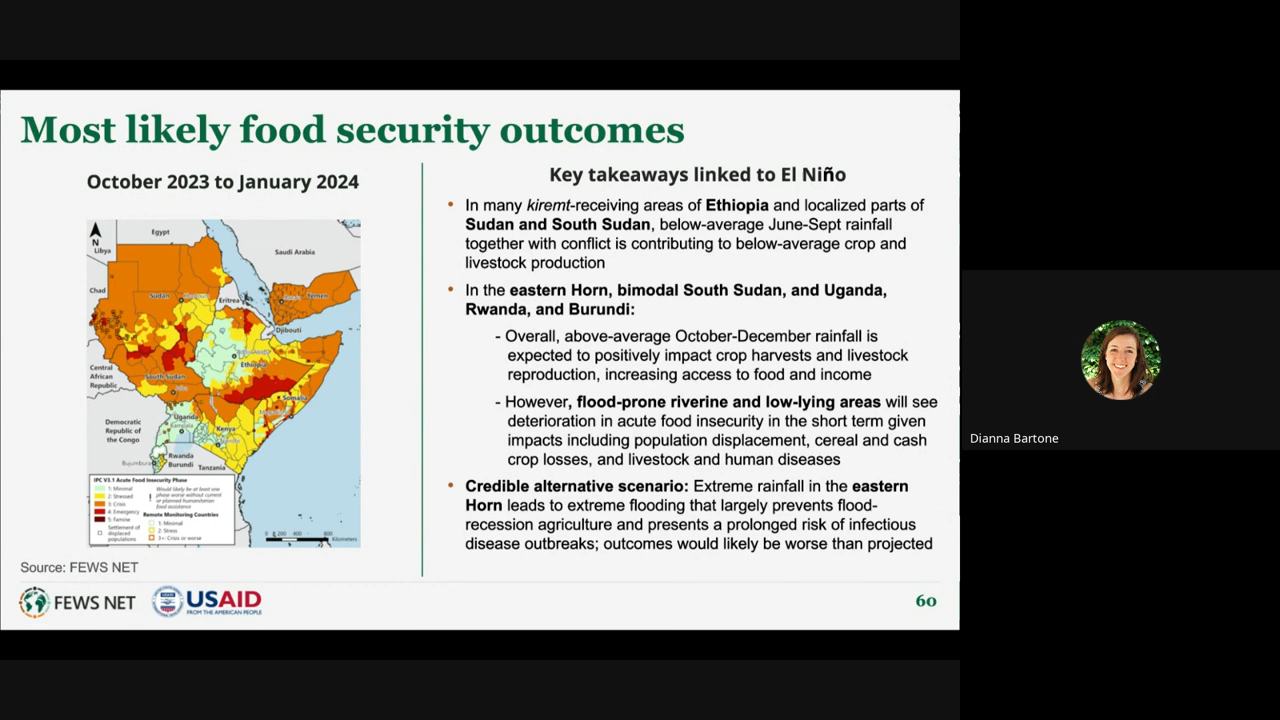 Most likely food security outcomes
October 2023 to January 2024
N
Egypt
Libya
Saudi Arabia
Chad
Sudan
Eritrea
Yemen
Djibouti
Central
African
Republic
South Sudan
Ethiopia
Somalia
Democratic
Republic of
the Congo
Uganda
Kampala
Kenya
Rwanda
Bujumbura
Burundi
Tanzania
IPC V3.1 Acute Food Insecurity Phase
1: Minimal
2: Stressed
3: Crisis
4: Emergency
5: Famine
Settlement of
displaced
populations
!
Would likely be at least one
phase worse without current
or planned humanitarian
food assistance
Remote Monitoring Countries
1: Minimal
2: Stress
3+: Crisis or worse
Kilometers
Source: FEWS NET
Key takeaways linked to El Niño
• In many kiremt-receiving areas of Ethiopia and localized parts of
Sudan and South Sudan, below-average June-Sept rainfall
together with conflict is contributing to below-average crop and
livestock production
• In the eastern Horn, bimodal South Sudan, and Uganda,
Rwanda, and Burundi:
- Overall, above-average October-December rainfall is
expected to positively impact crop harvests and livestock
reproduction, increasing access to food and income
- However, flood-prone riverine and low-lying areas will see
deterioration in acute food insecurity in the short term given
impacts including population displacement, cereal and cash
crop losses, and livestock and human diseases
• Credible alternative scenario: Extreme rainfall in the eastern
Horn leads to extreme flooding that largely prevents flood-
recession agriculture and presents a prolonged risk of infectious
disease outbreaks; outcomes would likely be worse than projected
FEWS NET
USAID
FROM THE AMERICAN PEOPLE
60
Dianna Bartone